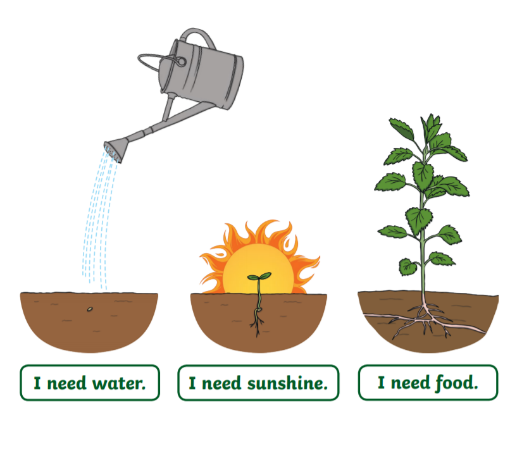 I need water.
I need sunshine.
I need food.